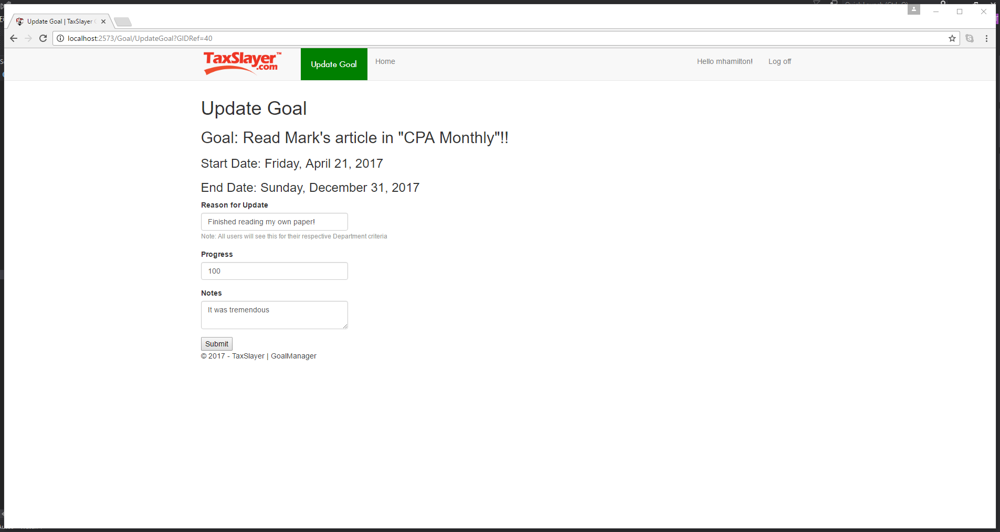 Update Goal | TaxSlayer
localhost:2573/Goal/UpdateGoal?GIDRef=40
TaxSlayer™
.com
Update Goal
Home
Hello mhamilton!
Log off
Update Goal
Goal: Read Mark's article in "CPA Monthly"!!
Start Date: Friday, April 21, 2017
End Date: Sunday, December 31, 2017
Reason for Update
Finished reading my own paper!
Note: All users will see this for their respective Department criteria
Progress
100
Notes
It was tremendous
Submit
© 2017 - TaxSlayer | GoalManager